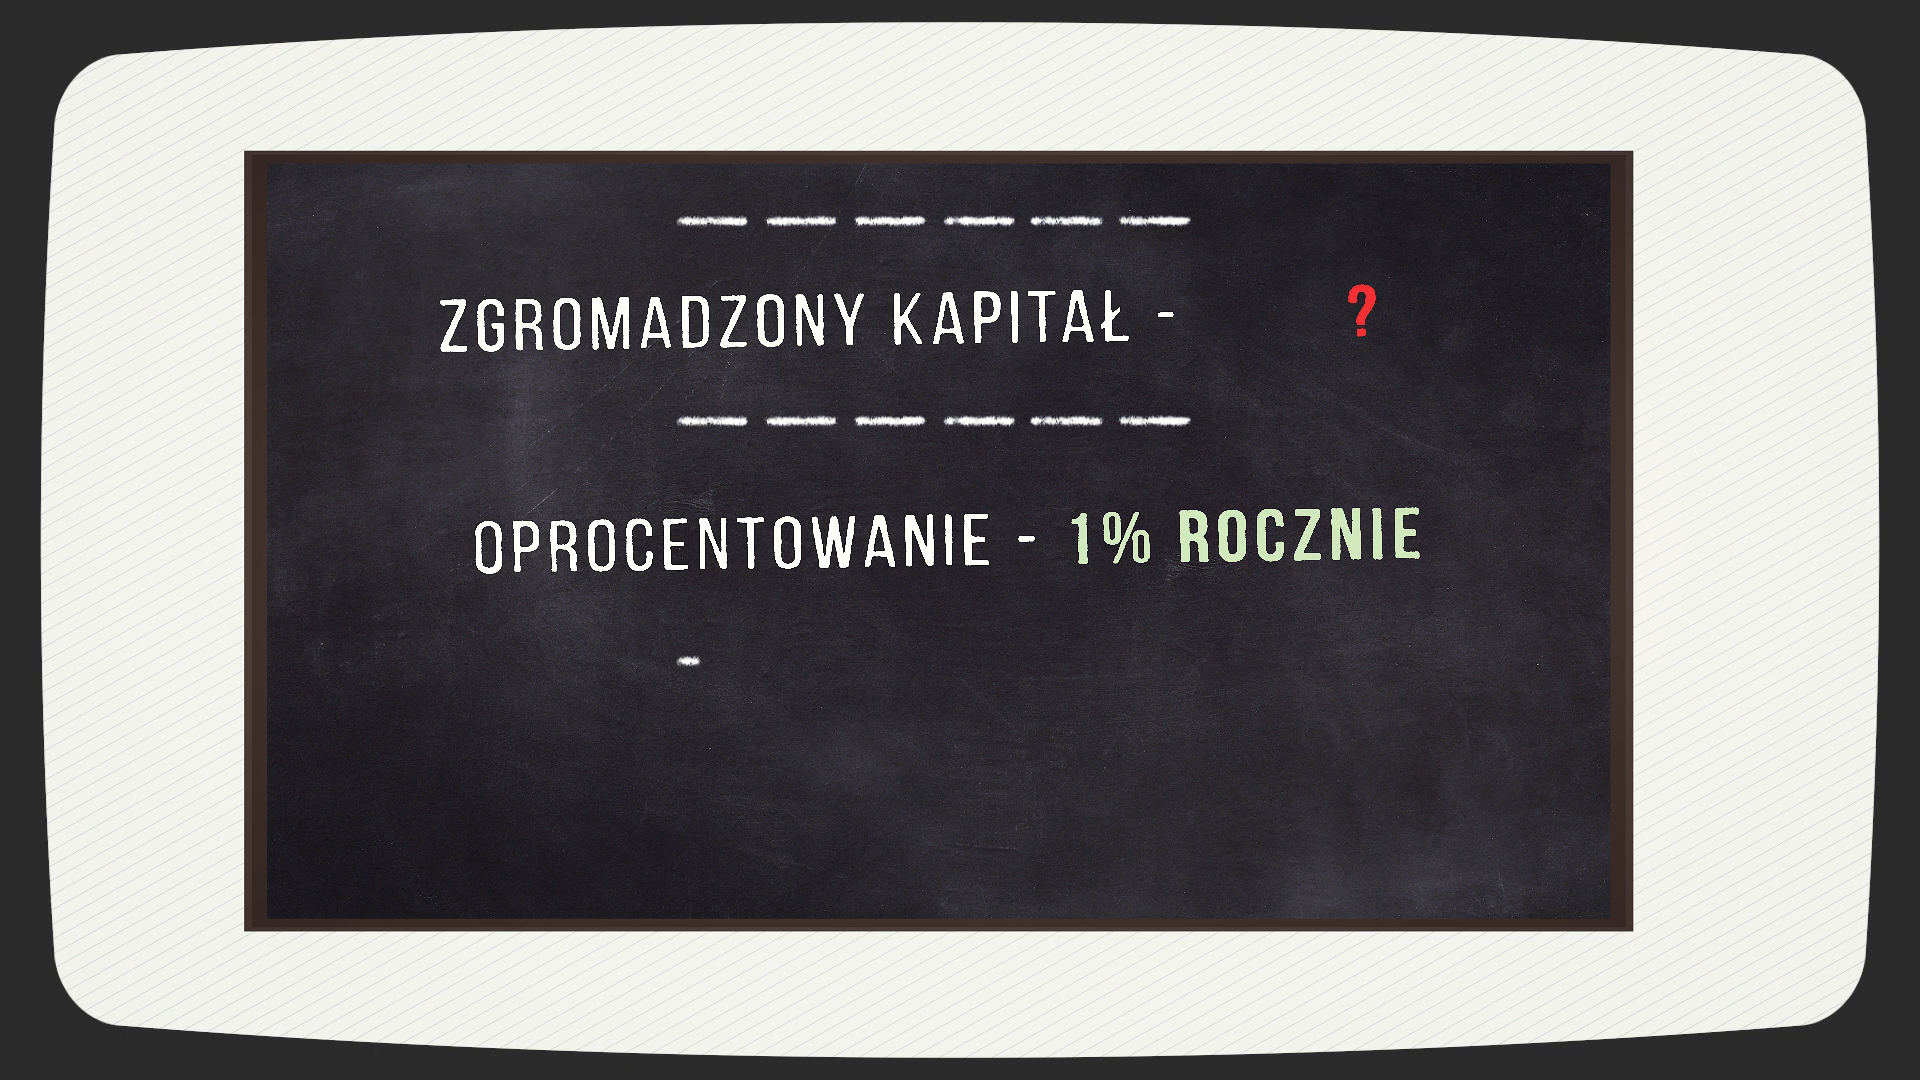 ZGROMADZONY KAPITAŁ - ?
OPROCENTOWANIE - 1% ROCZNIE